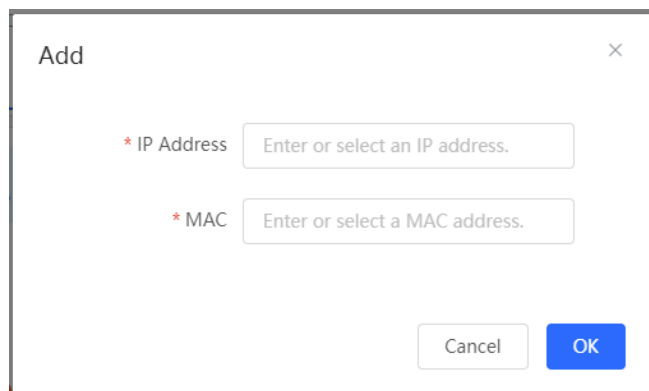 Add
* IP Address
Enter or select an IP address.
* MAC
Enter or select a MAC address.
Cancel
OK